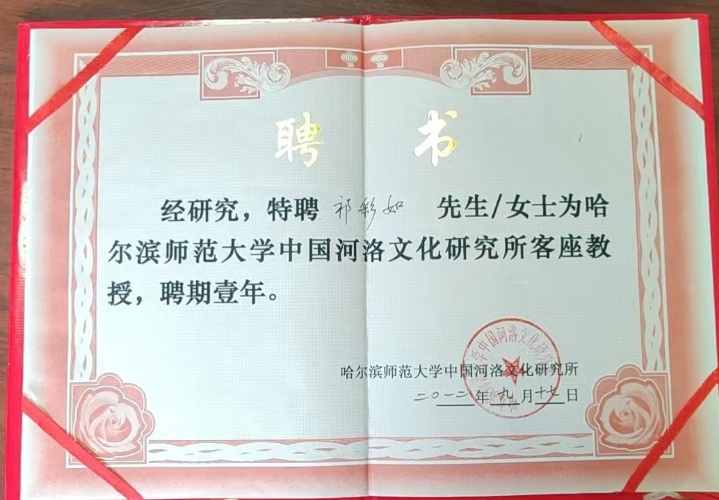 聘 书
经研究，特聘 祁彩如 先生/女士为哈
尔滨师范大学中国河洛文化研究所客座教
授，聘期壹年。
哈尔滨师范大学中国河洛文化研究所
二〇一二年九月十七日